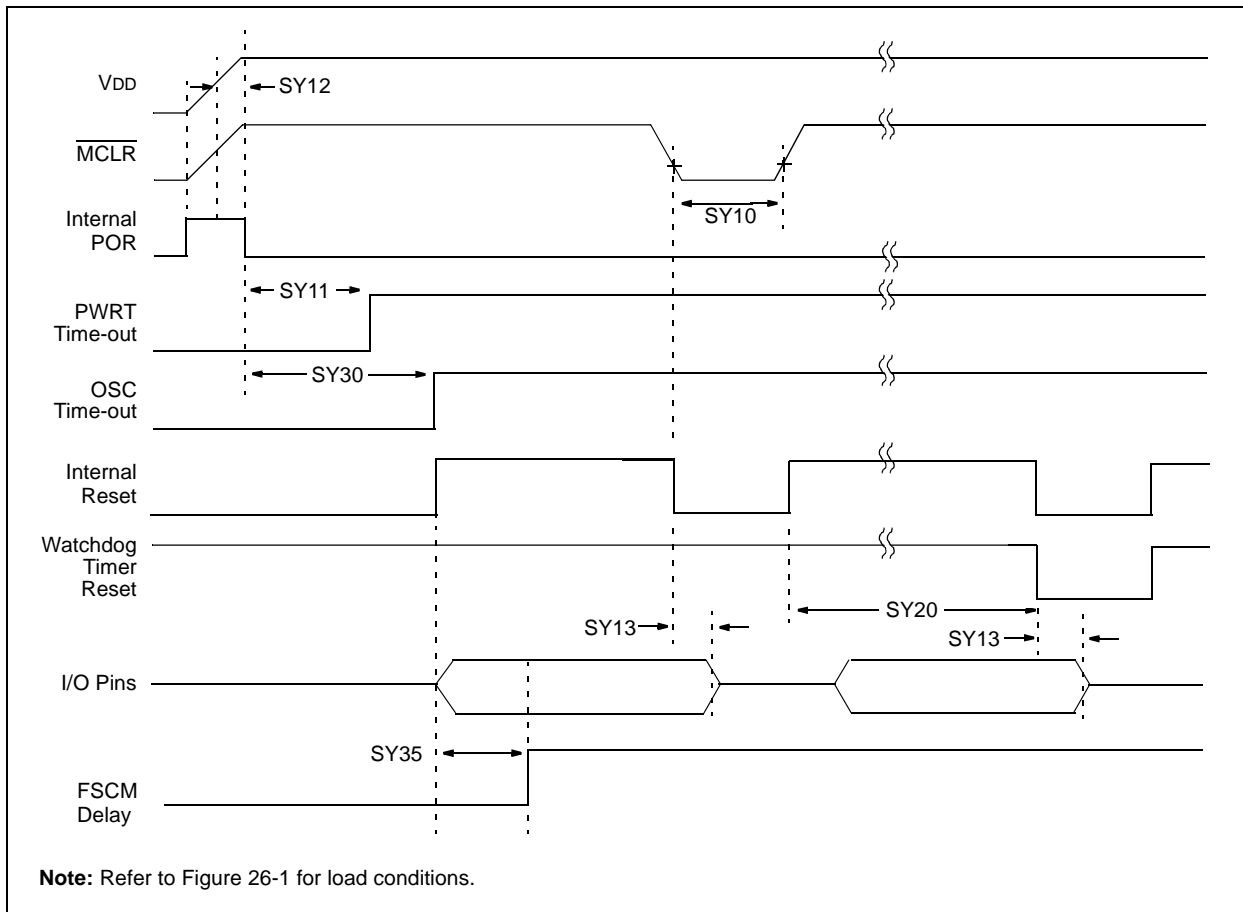 VDD
SY12
MCLR
SY10
Internal
POR
SY11
PWRT
Time-out
SY30
OSC
Time-out
Internal
Reset
Watchdog
Timer
Reset
SY20
SY13
SY13
I/O Pins
SY35
FSCM
Delay
Note: Refer to Figure 26-1 for load conditions.